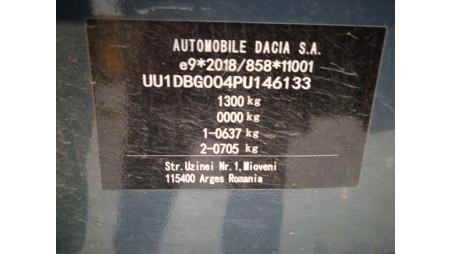 AUTOMOBILE DACIA S.A.
e9*2018/858*11001
UU1DBG004PU146133
1300 kg
0000 kg
1-0637 kg
2-0705 kg
Str. Uzinei Nr. 1, Mioveni
115400 Arges Romania